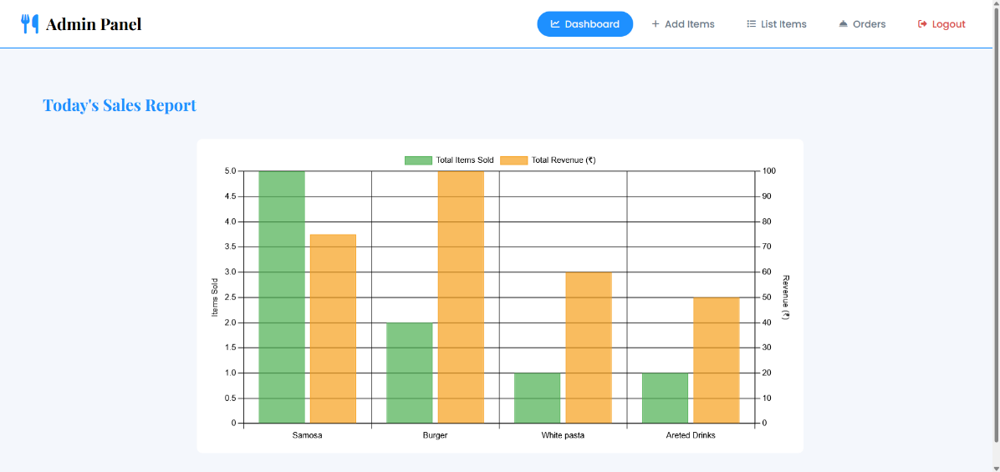 Admin Panel
Dashboard
Add Items
List Items
Orders
Logout
Today's Sales Report
Total Items Sold
Total Revenue (₹)
5.0
4.5
4.0
3.5
3.0
2.5
2.0
1.5
1.0
0.5
0
Items Sold
100
90
80
70
60
50
40
30
20
10
0
Revenue (₹)
Samosa
Burger
White pasta
Areted Drinks